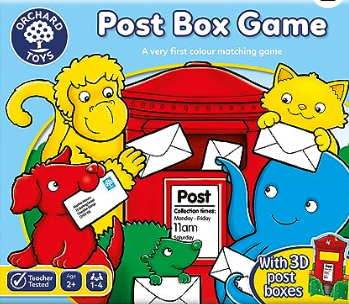 ORCHARD
TOYS
Post Box Game
A very first colour matching game
Post
Collection times:
Monday - Friday
11am
Saturday
With 3D
post
boxes
Teacher
Tested
Age
2+
1-4